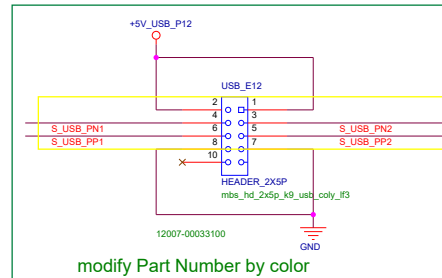 +5V_USB_P12
USB_E12
2 1
4 3
S_USB_PN1 6 5 S_USB_PN2
S_USB_PP1 8 7 S_USB_PP2
10
HEADER_2X5P
mbs_hd_2x5p_k9_usb_coly_lf3
12007-00033100
GND
modify Part Number by color